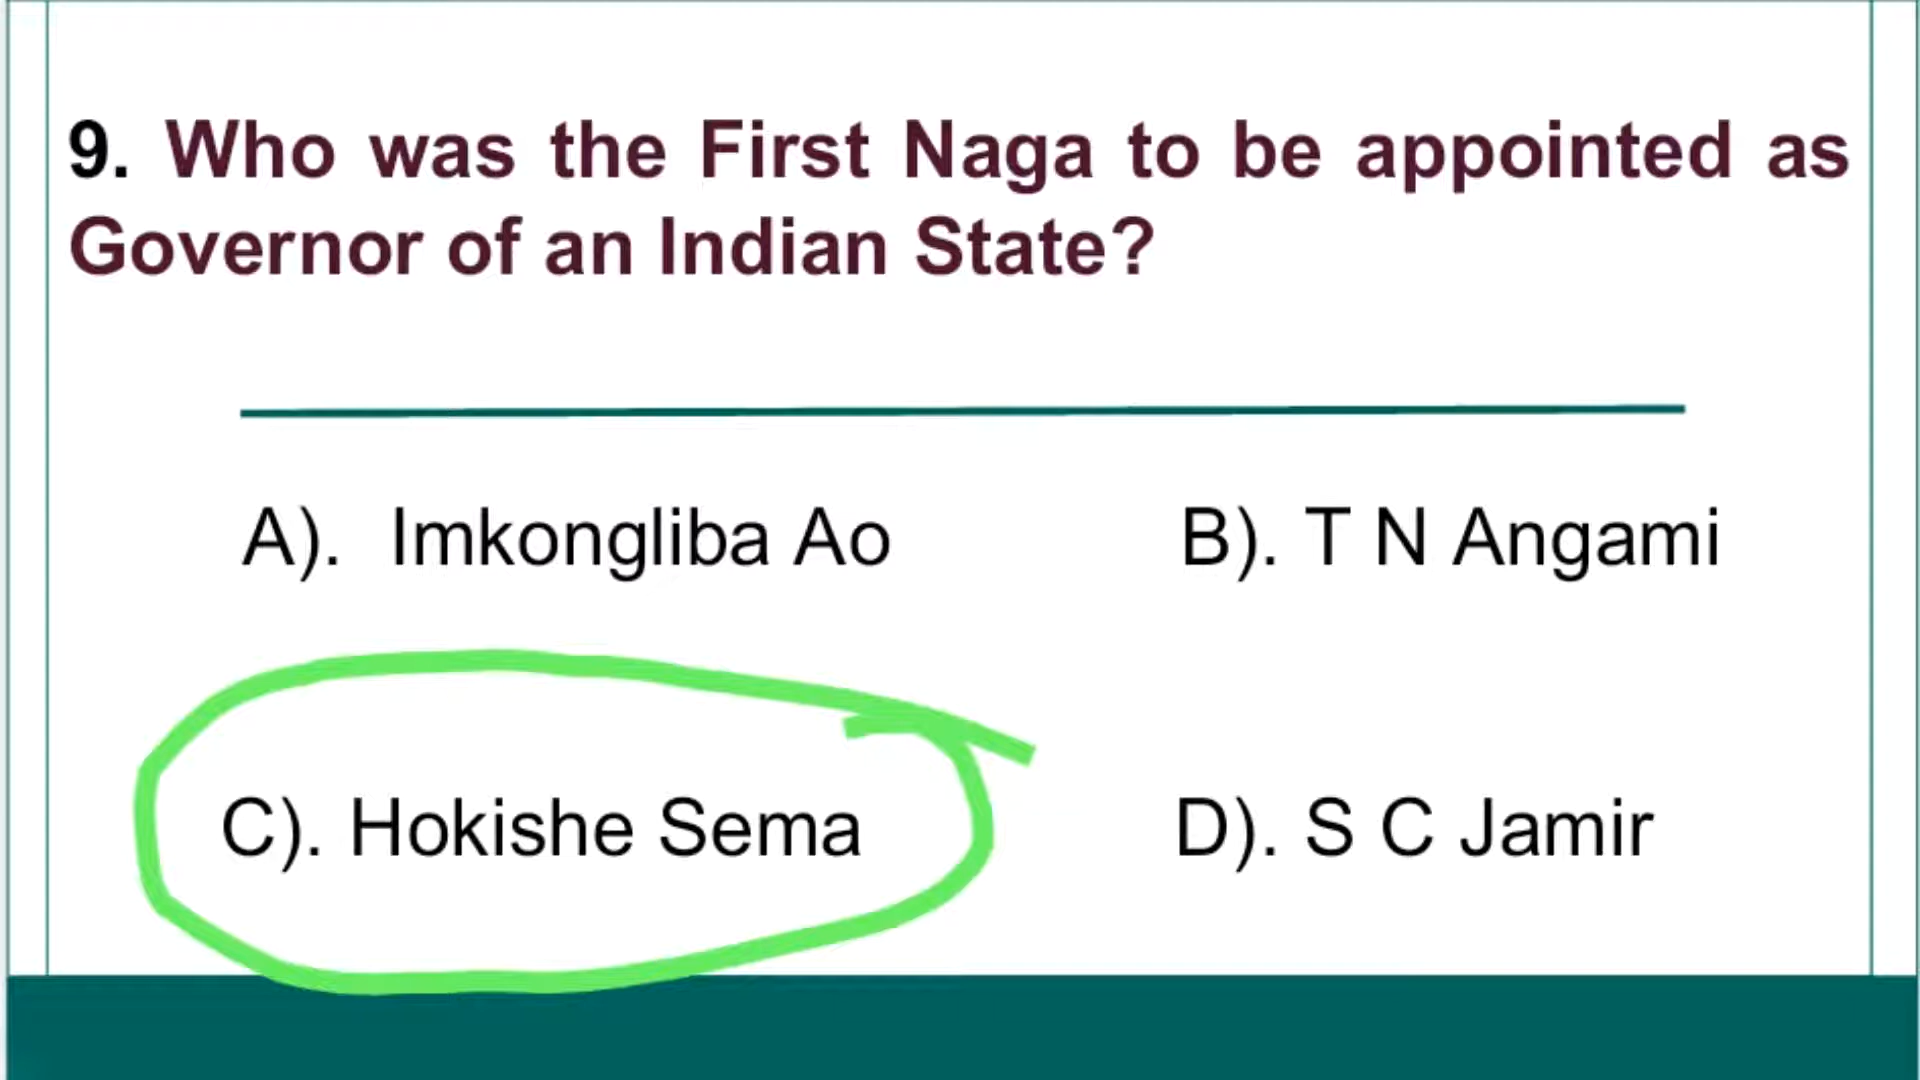 9. Who was the First Naga to be appointed as
Governor of an Indian State?
A). Imkongliba Ao
B). T N Angami
C). Hokishe Sema
D). S C Jamir